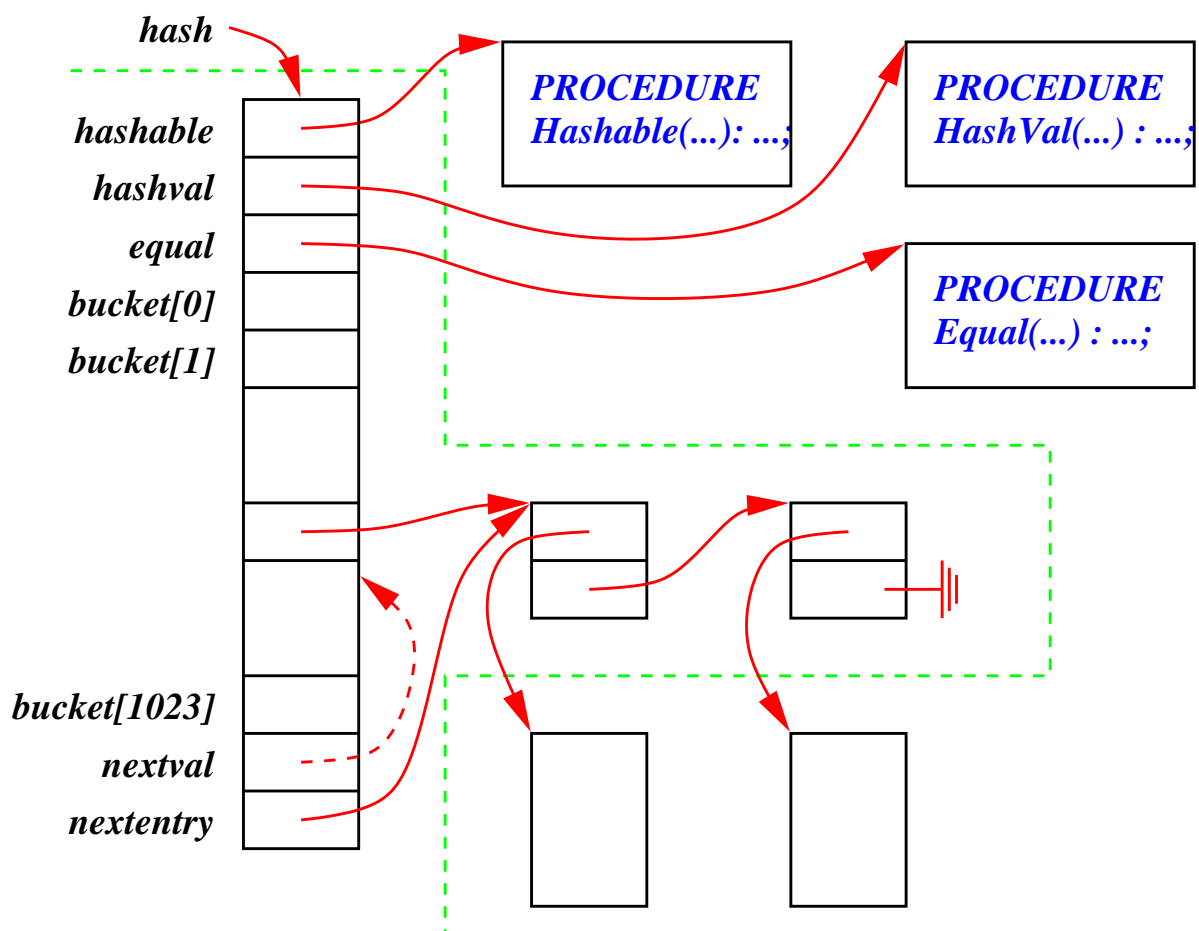 hash
hashable
hashval
equal
bucket[0]
bucket[1]
bucket[1023]
nextval
nextentry
PROCEDURE
Hashable(...): ...;
PROCEDURE
HashVal(...) : ...;
PROCEDURE
Equal(...) : ...;